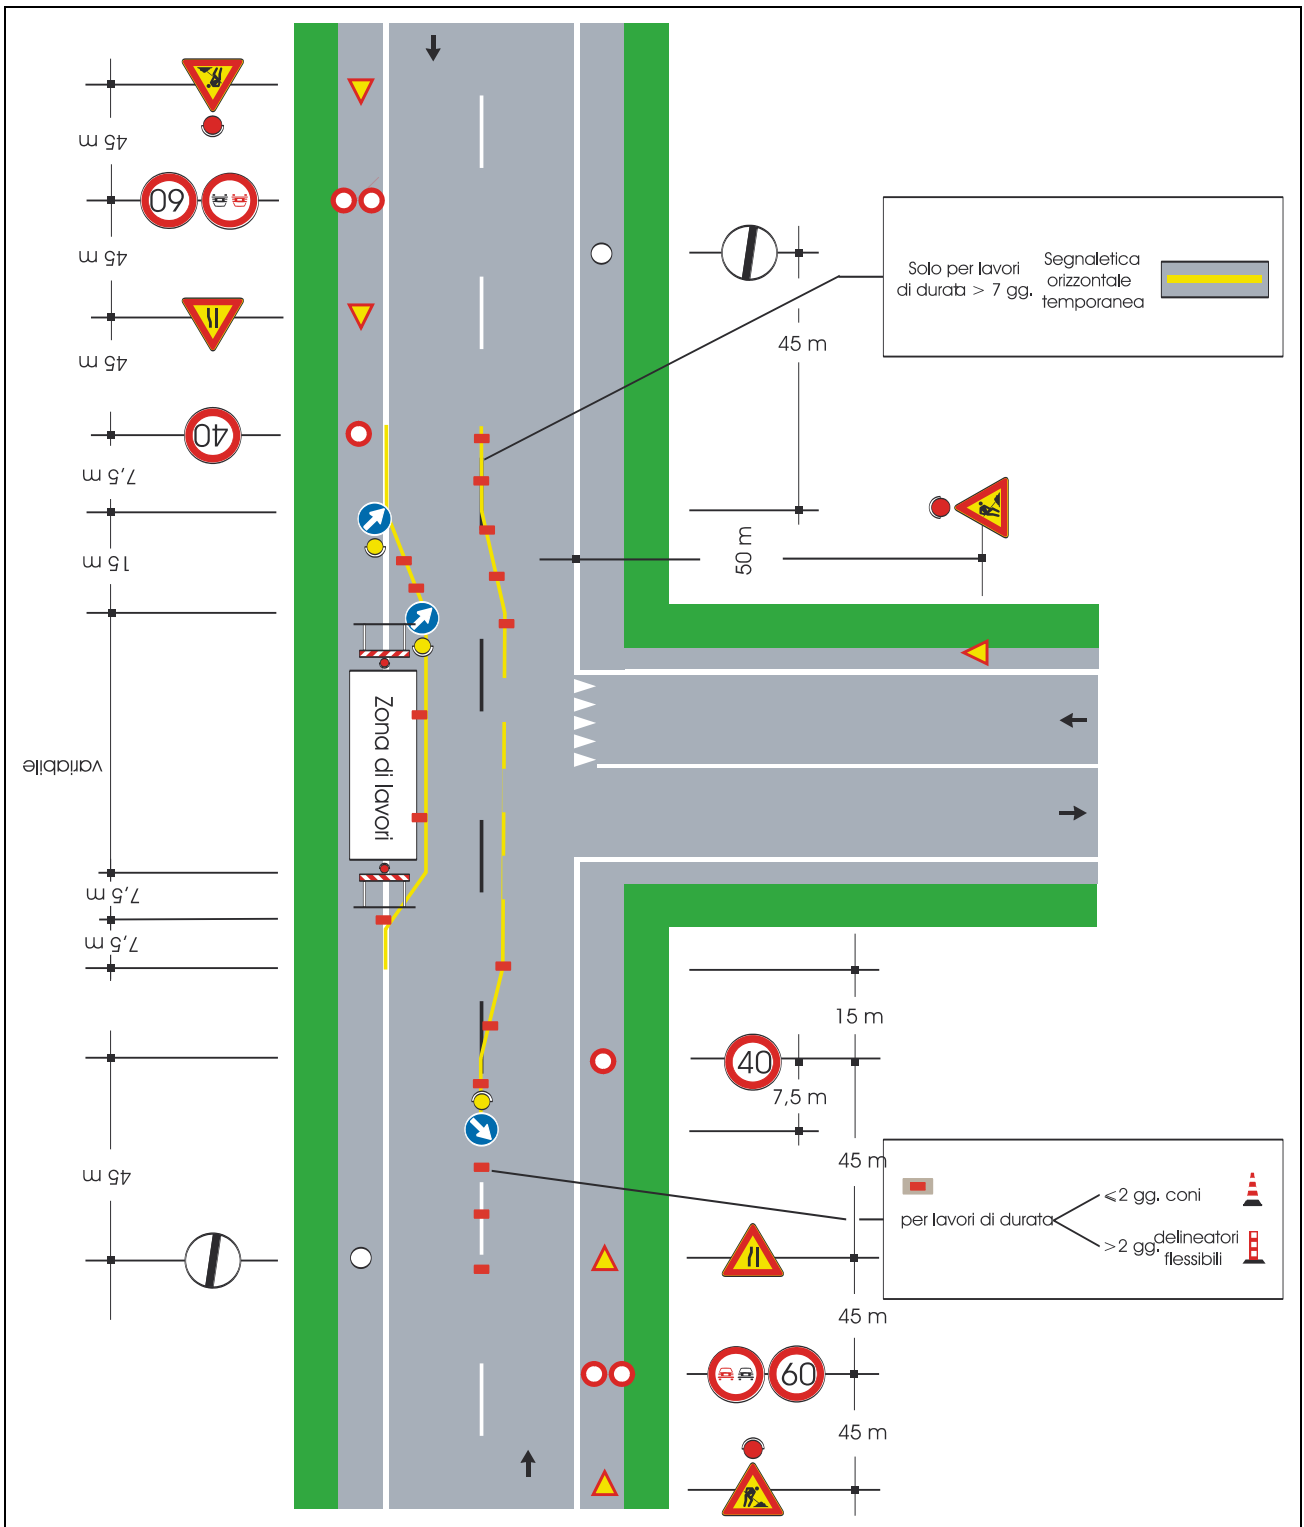 45 m
60
45 m
45 m
40
7,5 m
15 m
variabile
7,5 m
7,5 m
45 m
Zona di lavori
45 m
50 m
Solo per lavori
di durata > 7 gg.
Segnaletica
orizzontale
temporanea
15 m
40
7,5 m
45 m
per lavori di durata
≤2 gg. coni
>2 gg. delineatori
flessibili
45 m
60
45 m